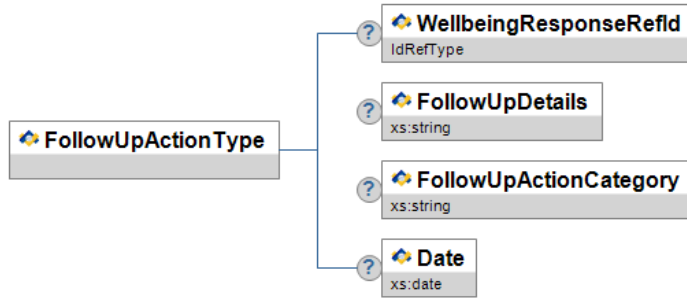 FollowUpActionType
? WellbeingResponseRefId
IdRefType
? FollowUpDetails
xs:string
? FollowUpActionCategory
xs:string
? Date
xs:date